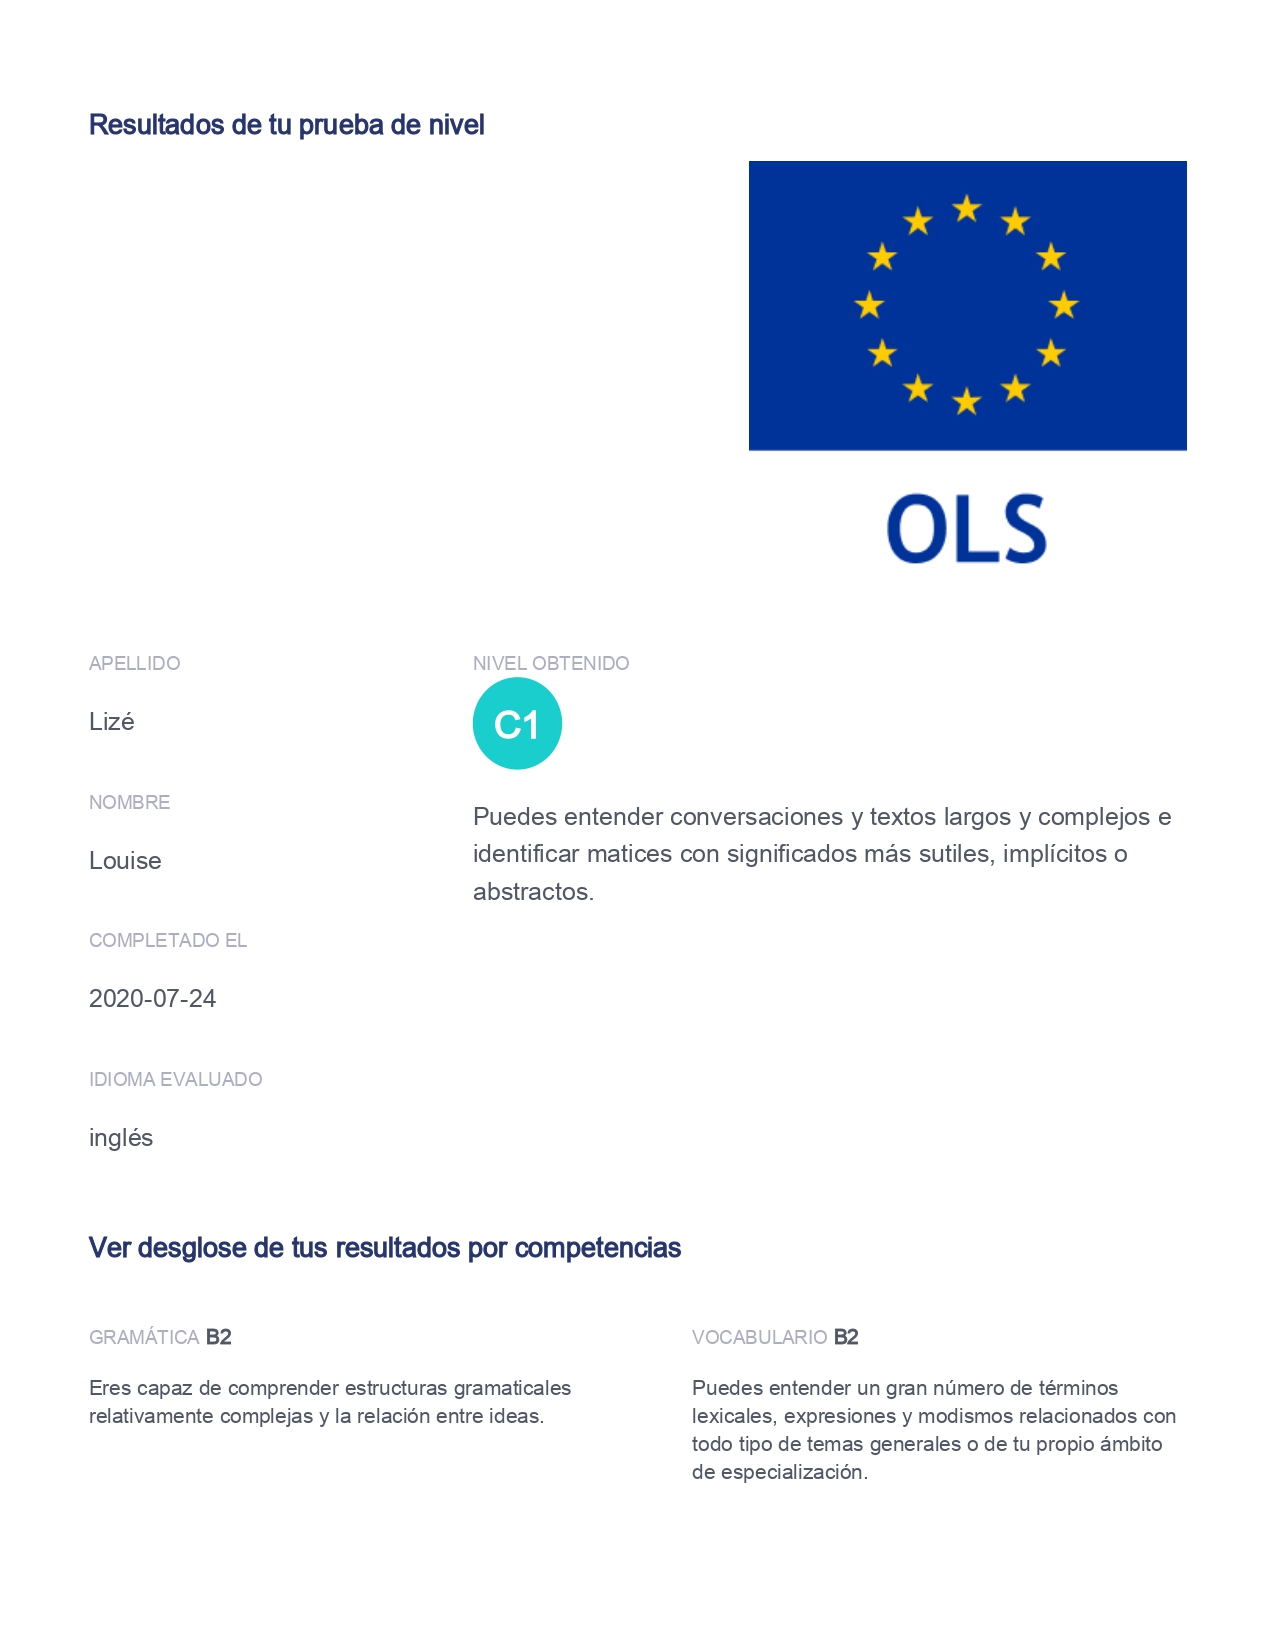 Resultados de tu prueba de nivel
OLS
APELLIDO
Lizé
NOMBRE
Louise
COMPLETADO EL
2020-07-24
IDIOMA EVALUADO
inglés
NIVEL OBTENIDO
C1
Puedes entender conversaciones y textos largos y complejos e
identificar matices con significados más sutiles, implícitos o
abstractos.
Ver desglose de tus resultados por competencias
GRAMÁTICA B2
Eres capaz de comprender estructuras gramaticales
relativamente complejas y la relación entre ideas.
VOCABULARIO B2
Puedes entender un gran número de términos
lexicales, expresiones y modismos relacionados con
todo tipo de temas generales o de tu propio ámbito
de especialización.